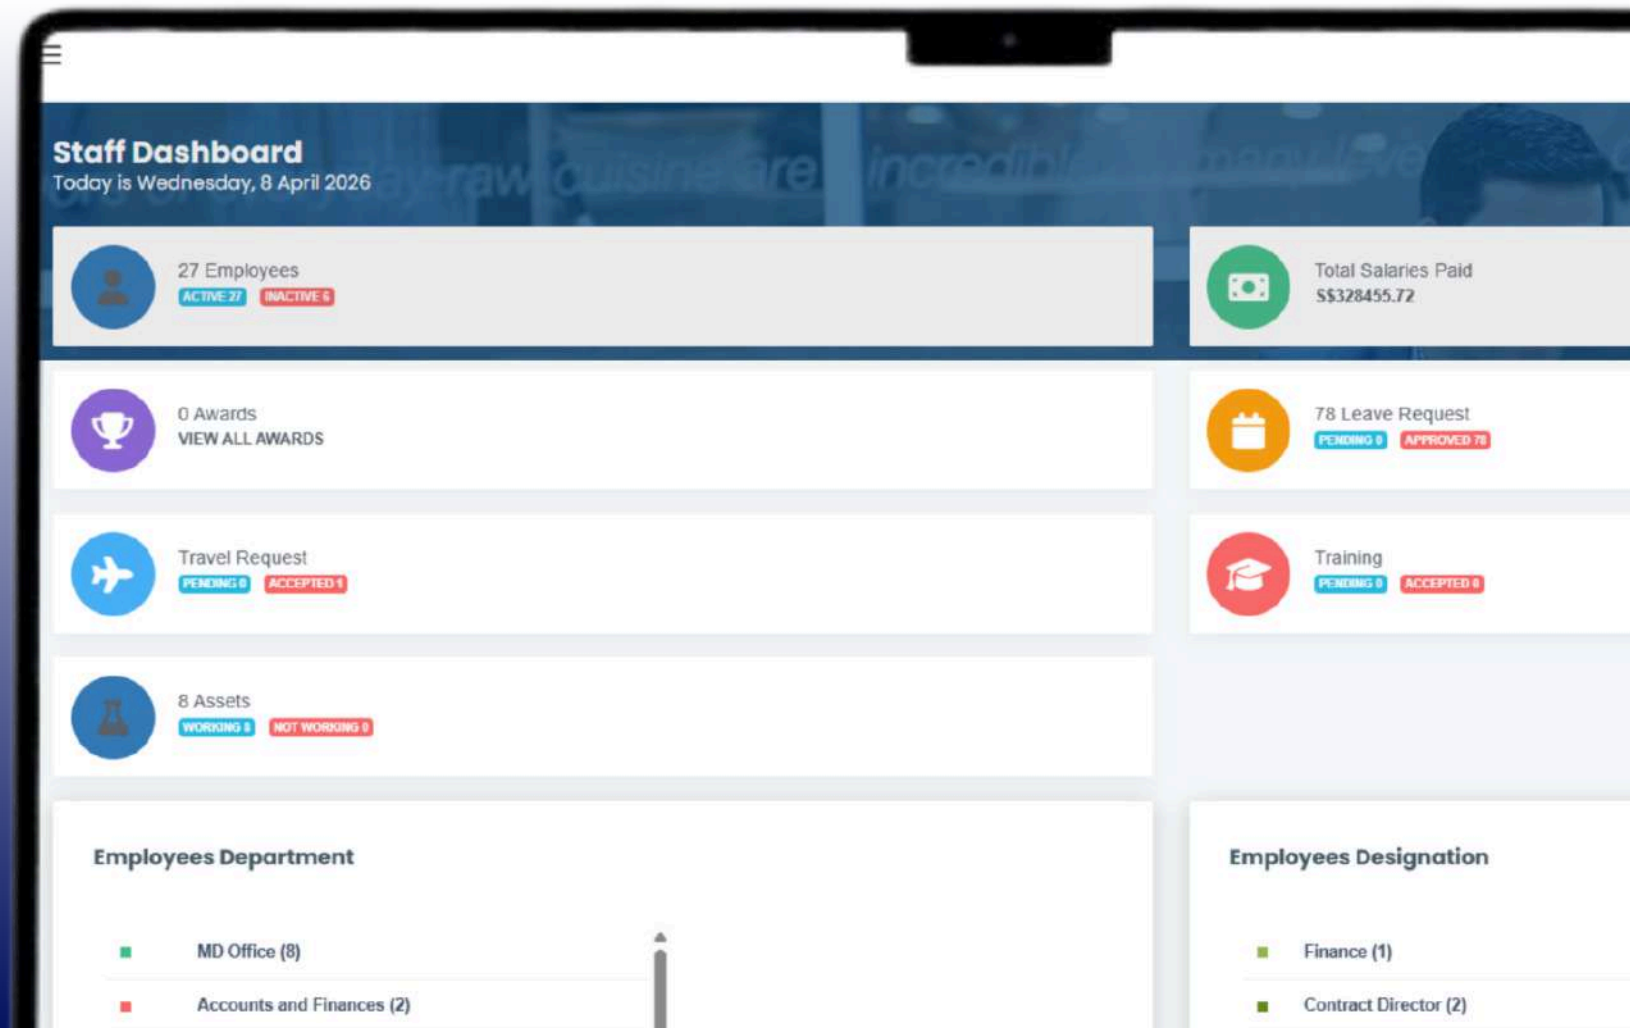 Staff Dashboard
Today is Wednesday, 8 April 2026
27 Employees
ACTIVE 27 INACTIVE 6
Total Salaries Paid
S$328455.72
0 Awards
VIEW ALL AWARDS
78 Leave Request
PENDING 0 APPROVED 78
Travel Request
PENDING 0 ACCEPTED 1
Training
PENDING 0 ACCEPTED 0
8 Assets
WORKING 8 NOT WORKING 0
Employees Department
MD Office (8)
Accounts and Finances (2)
Employees Designation
Finance (1)
Contract Director (2)